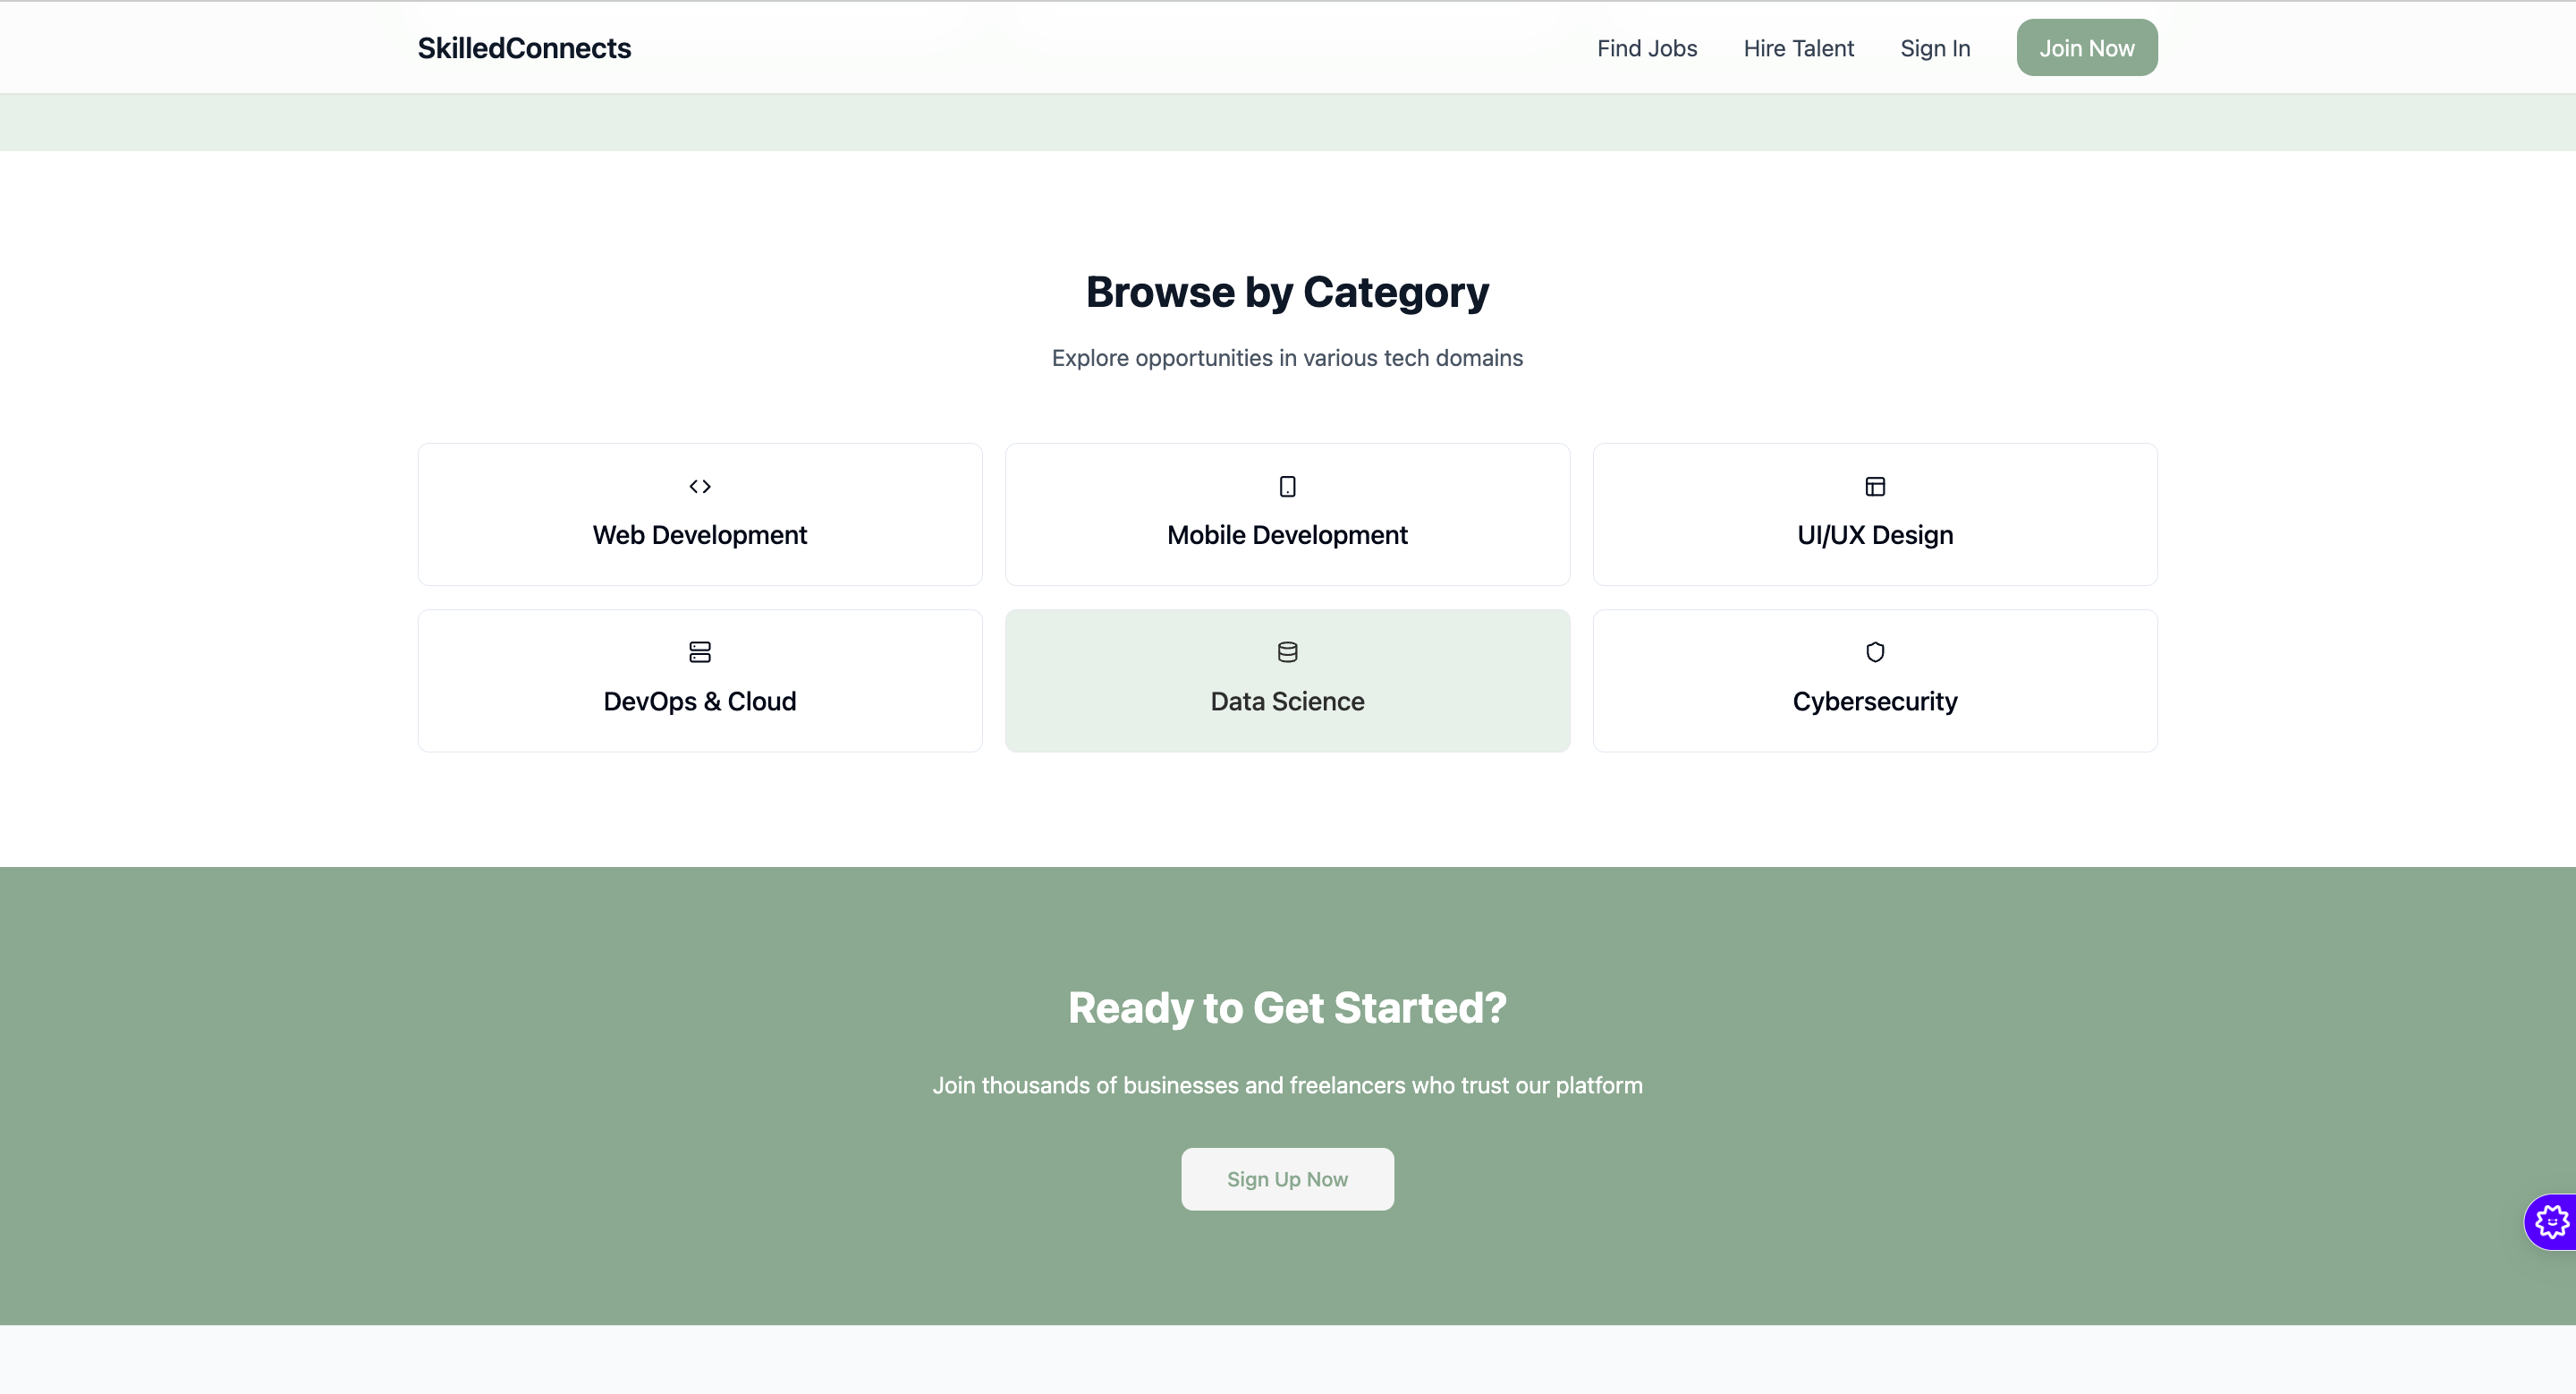 SkilledConnects
Find Jobs
Hire Talent
Sign In
Join Now
Browse by Category
Explore opportunities in various tech domains
Web Development
Mobile Development
UI/UX Design
DevOps & Cloud
Data Science
Cybersecurity
Ready to Get Started?
Join thousands of businesses and freelancers who trust our platform
Sign Up Now